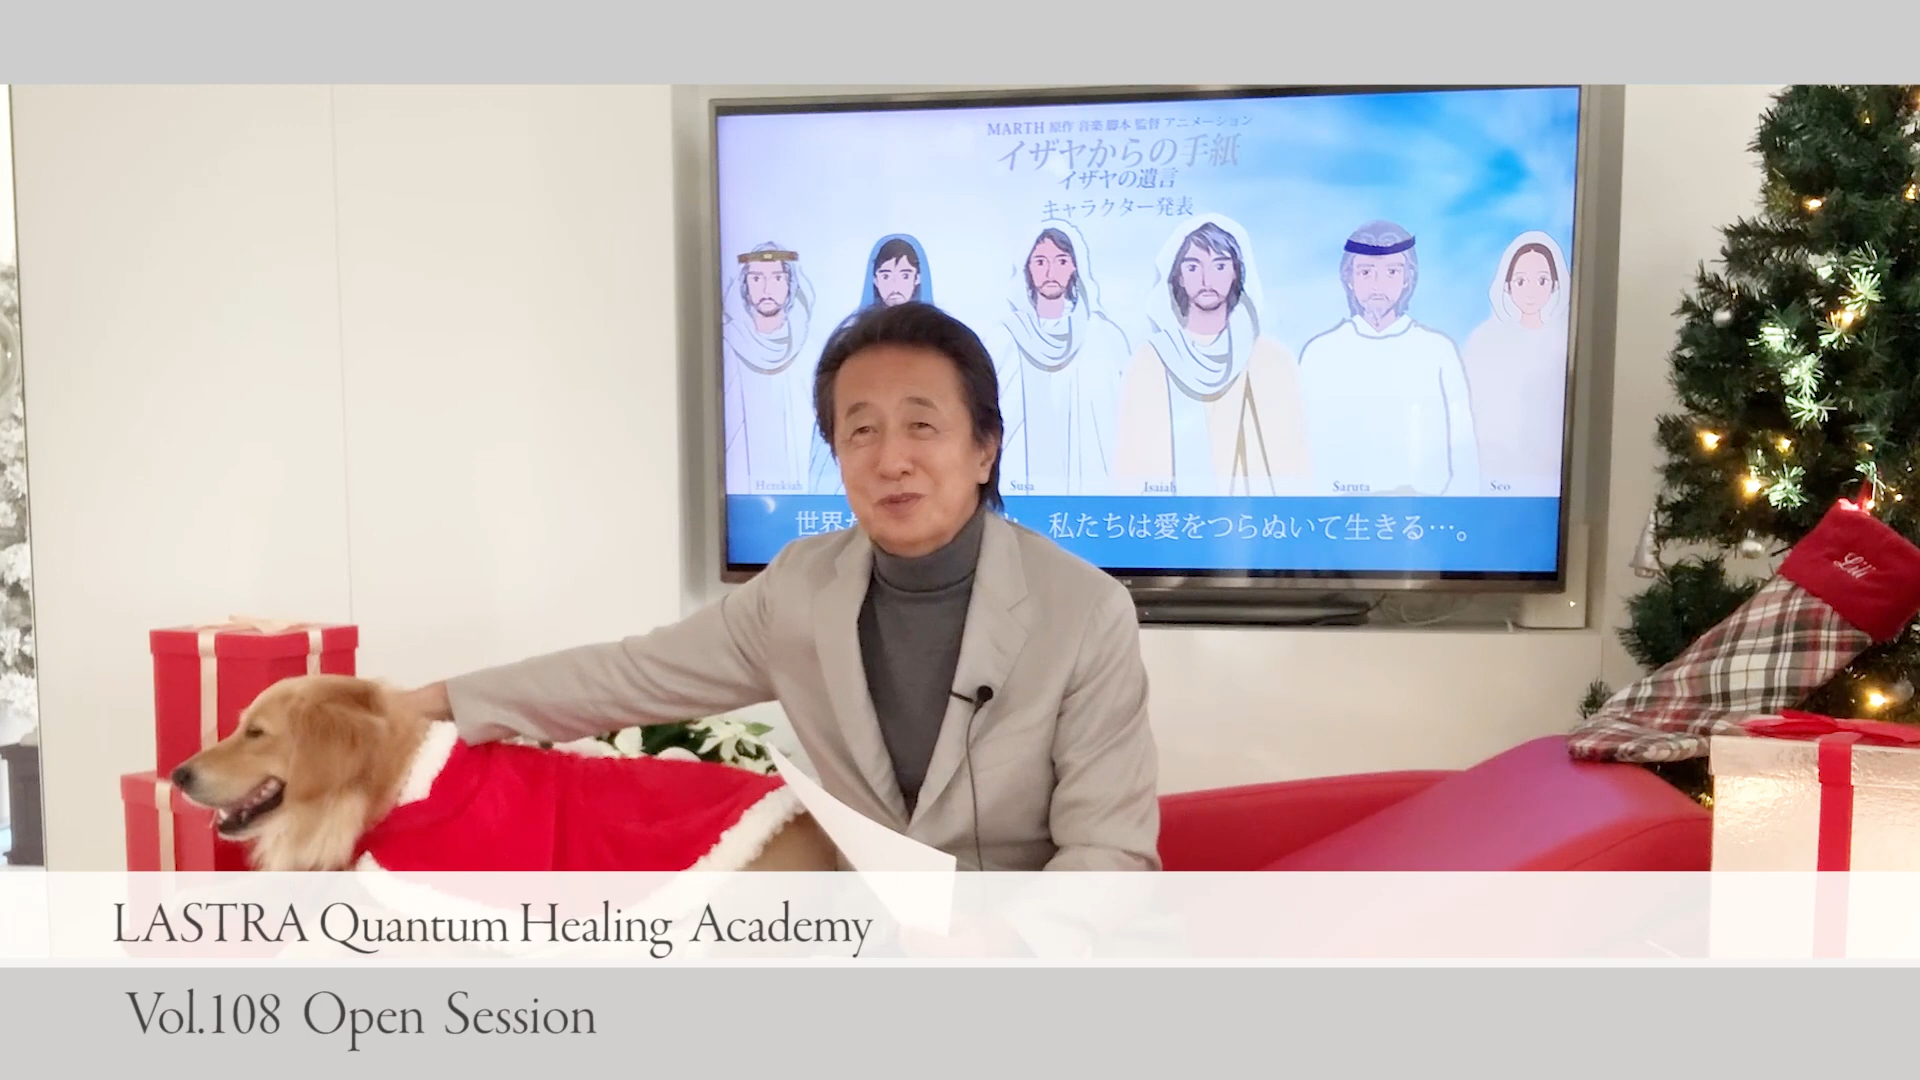 MARTH 原作 音楽 脚本 監督 アニメーション
イザヤからの手紙
イザヤの遺言
キャラクター発表
Hezekiah
Susa
Isaiah
Saruta
Seo
世界が
私たちは愛をつらぬいて生きる…。
Lili
LASTRA Quantum Healing Academy
Vol.108 Open Session